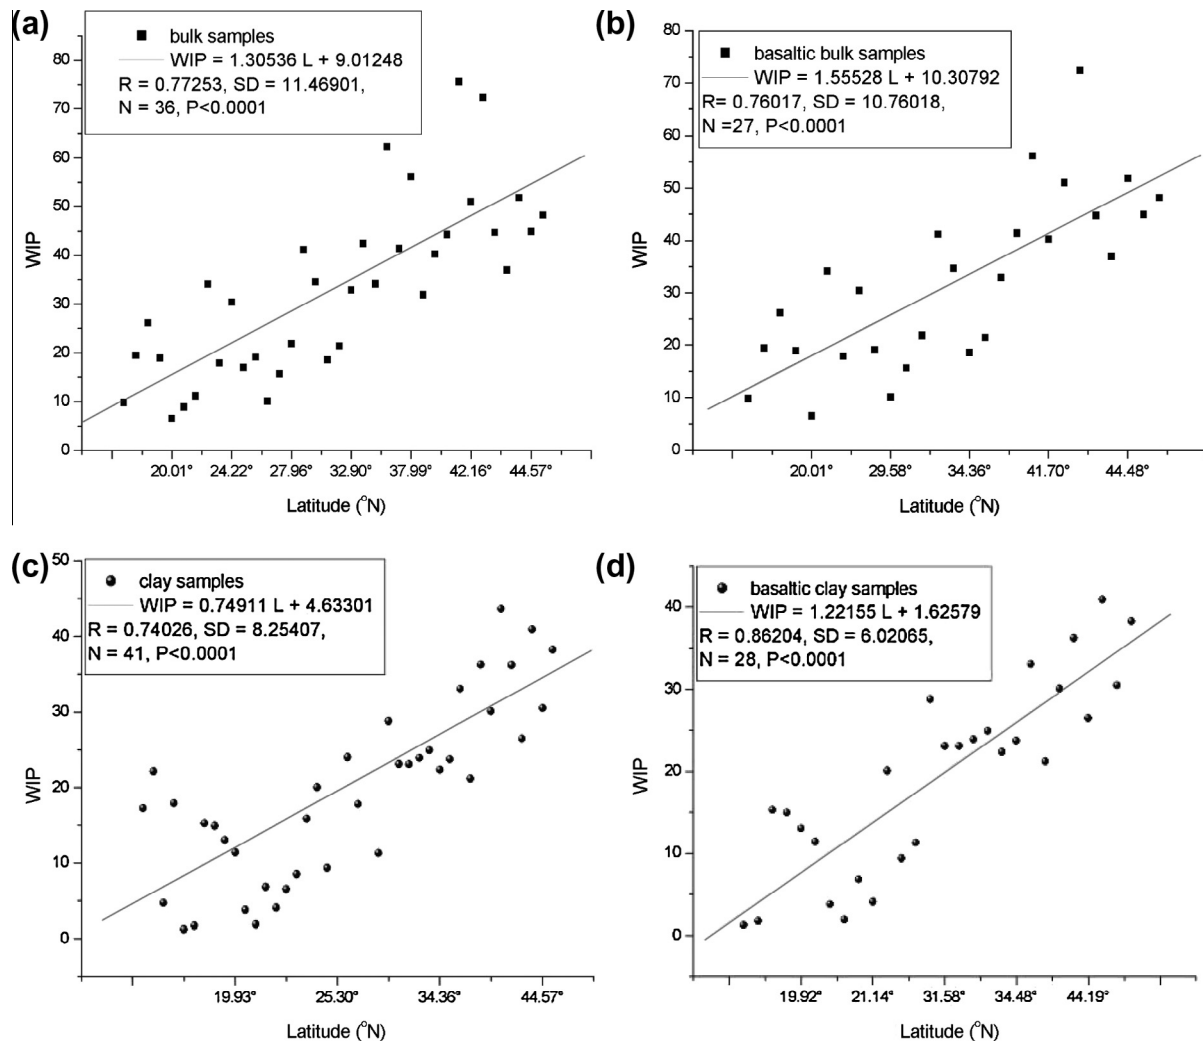 (a)
bulk samples
WIP = 1.30536 L + 9.01248
R = 0.77253, SD = 11.46901,
N = 36, P<0.0001
80
70
60
50
40
30
20
10
0
WIP
20.01° 24.22° 27.96° 32.90° 37.99° 42.16° 44.57°
Latitude (°N)
(b)
basaltic bulk samples
WIP = 1.55528 L + 10.30792
R= 0.76017, SD = 10.76018,
N =27, P<0.0001
80
70
60
50
40
30
20
10
0
WIP
20.01° 29.58° 34.36° 41.70° 44.48°
Latitude (°N)
(c)
clay samples
WIP = 0.74911 L + 4.63301
R = 0.74026, SD = 8.25407,
N = 41, P<0.0001
50
40
30
20
10
0
WIP
19.93° 25.30° 34.36° 44.57°
Latitude (°N)
(d)
basaltic clay samples
WIP = 1.22155 L + 1.62579
R = 0.86204, SD = 6.02065,
N = 28, P<0.0001
40
30
20
10
0
WIP
19.92° 21.14° 31.58° 34.48° 44.19°
Latitude (°N)